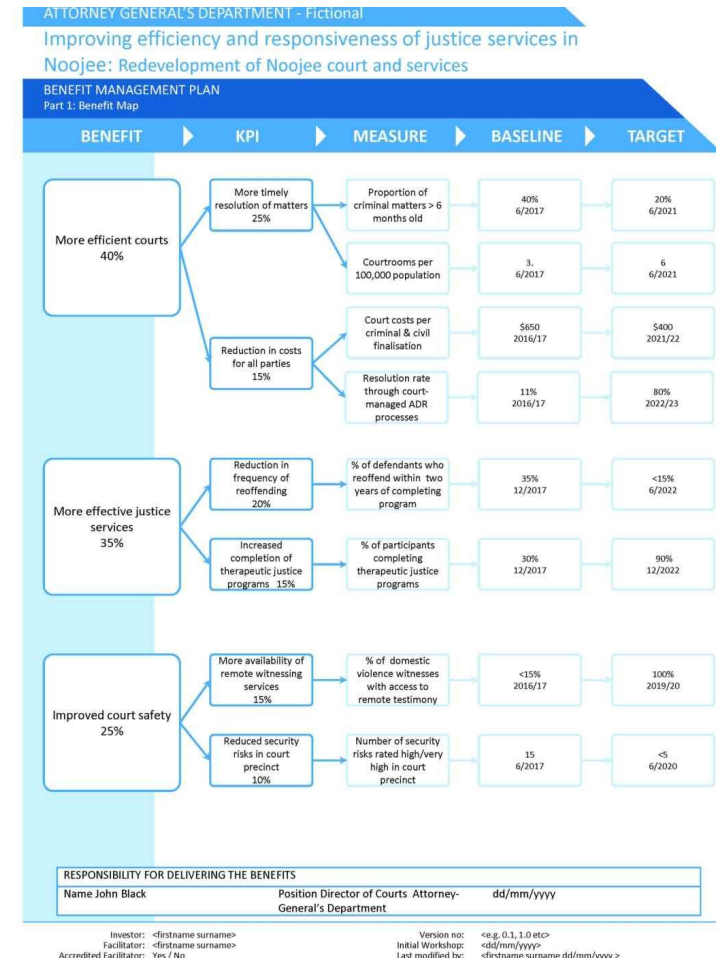 ATTORNEY GENERAL'S DEPARTMENT - Fictional
Improving efficiency and responsiveness of justice services in
Noojee: Redevelopment of Noojee court and services
BENEFIT MANAGEMENT PLAN
Part 1: Benefit Map
BENEFIT
KPI
MEASURE
BASELINE
TARGET
More efficient courts
40%
More timely
resolution of matters
25%
Proportion of
criminal matters > 6
months old
40%
6/2017
20%
6/2021
Courtrooms per
100,000 population
3.
6/2017
6
6/2021
Reduction in costs
for all parties
15%
Court costs per
criminal & civil
finalisation
$650
2016/17
$400
2021/22
Resolution rate
through court-
managed ADR
processes
11%
2016/17
80%
2022/23
More effective justice
services
35%
Reduction in
frequency of
reoffending
20%
% of defendants who
reoffend within two
years of completing
program
35%
12/2017
<15%
6/2022
Increased
completion of
therapeutic justice
programs 15%
% of participants
completing
therapeutic justice
programs
30%
12/2017
90%
12/2022
Improved court safety
25%
More availability of
remote witnessing
services
15%
% of domestic
violence witnesses
with access to
remote testimony
<15%
2016/17
100%
2019/20
Reduced security
risks in court
precinct
10%
Number of security
risks rated high/very
high in court
precinct
15
6/2017
<5
6/2020
RESPONSIBILITY FOR DELIVERING THE BENEFITS
Name John Black
Position Director of Courts Attorney-
General's Department
dd/mm/yyyy
Investor: <firstname surname>
Facilitator: <firstname surname>
Accredited Facilitator: Yes / No
Version no: <e.g. 0.1, 1.0 etc>
Initial Workshop: <dd/mm/yyyy>
Last modified by: <firstname surname dd/mm/yyyy >